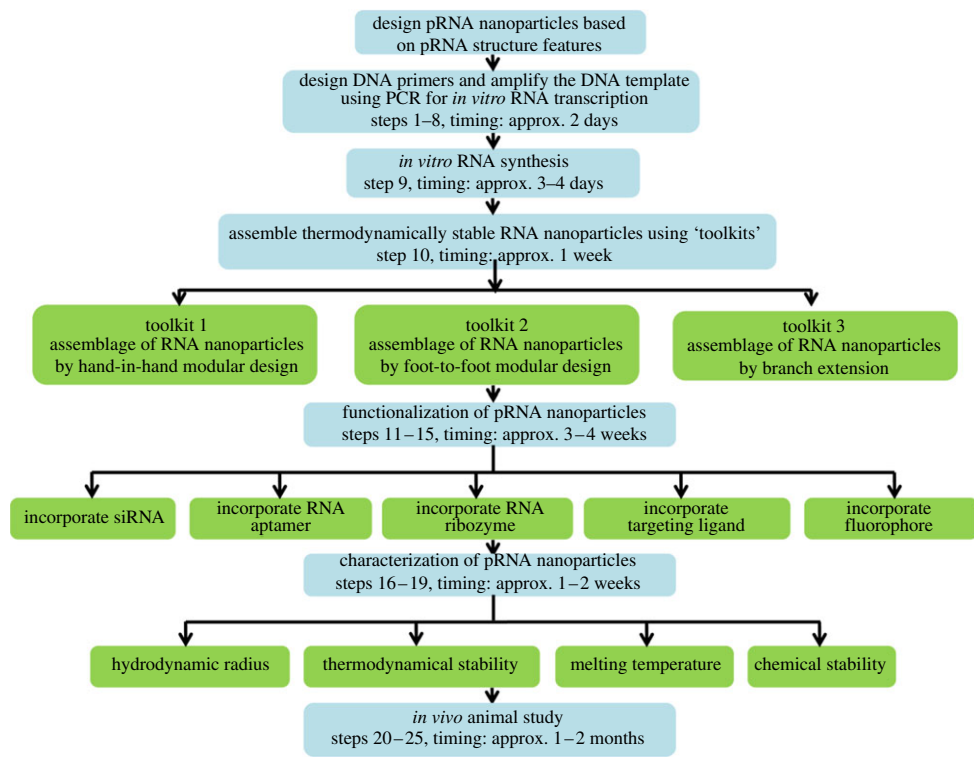 design pRNA nanoparticles based
on pRNA structure features
design DNA primers and amplify the DNA template
using PCR for in vitro RNA transcription
steps 1–8, timing: approx. 2 days
in vitro RNA synthesis
step 9, timing: approx. 3–4 days
assemble thermodynamically stable RNA nanoparticles using ‘toolkits’
step 10, timing: approx. 1 week
toolkit 1
assemblage of RNA nanoparticles
by hand-in-hand modular design
toolkit 2
assemblage of RNA nanoparticles
by foot-to-foot modular design
toolkit 3
assemblage of RNA nanoparticles
by branch extension
functionalization of pRNA nanoparticles
steps 11–15, timing: approx. 3–4 weeks
incorporate siRNA
incorporate RNA
aptamer
incorporate RNA
ribozyme
incorporate
targeting ligand
incorporate
fluorophore
characterization of pRNA nanoparticles
steps 16–19, timing: approx. 1–2 weeks
hydrodynamic radius
thermodynamical stability
melting temperature
chemical stability
in vivo animal study
steps 20–25, timing: approx. 1–2 months